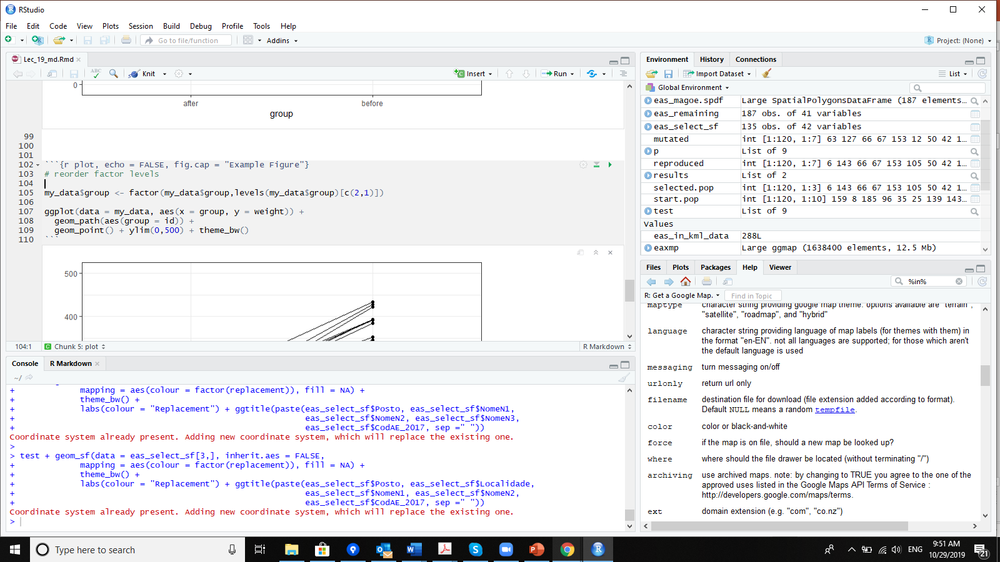 RStudio
File Edit Code View Plots Session Build Debug Profile Tools Help
Go to file/function Addins Project: (None)
Lec_19_md.Rmd
ABC Knit Insert Run
0
after before
group
99
100
101
102 ```{r plot, echo = FALSE, fig.cap = "Example Figure"}
103 # reorder factor levels
104
105 my_data$group <- factor(my_data$group,levels(my_data$group)[c(2,1)])
106
107 ggplot(data = my_data, aes(x = group, y = weight)) +
108 geom_path(aes(group = id)) +
109 geom_point() + ylim(0,500) + theme_bw()
110 ```
500
400
104:1 C Chunk 5: plot R Markdown
Console R Markdown
~/
+ mapping = aes(colour = factor(replacement)), fill = NA) +
+ theme_bw() +
+ labs(colour = "Replacement") + ggtitle(paste(eas_select_sf$Posto, eas_select_sf$NomeN1,
+ eas_select_sf$NomeN2, eas_select_sf$NomeN3,
+ eas_select_sf$CodAE_2017, sep =" "))
Coordinate system already present. Adding new coordinate system, which will replace the existing one.
>
> test + geom_sf(data = eas_select_sf[3,], inherit.aes = FALSE,
+ mapping = aes(colour = factor(replacement)), fill = NA) +
+ theme_bw() +
+ labs(colour = "Replacement") + ggtitle(paste(eas_select_sf$Posto, eas_select_sf$Localidade,
+ eas_select_sf$NomeN1, eas_select_sf$NomeN2,
+ eas_select_sf$CodAE_2017, sep =" "))
Coordinate system already present. Adding new coordinate system, which will replace the existing one.
>
Environment History Connections
Import Dataset List
Global Environment
eas_magoe.spdf Large SpatialPolygonsDataFrame (187 elements…
eas_remaining 187 obs. of 41 variables
eas_select_sf 135 obs. of 42 variables
mutated int [1:120, 1:7] 63 127 66 67 153 12 50 42 1…
p List of 9
reproduced int [1:120, 1:7] 6 143 66 67 153 105 50 42 1…
results List of 2
selected.pop int [1:120, 1:3] 6 143 66 67 153 105 50 42 1…
start.pop int [1:120, 1:10] 159 8 185 96 35 25 139 143…
test List of 9
Values
eas_in_kml_data 288L
eaxmp Large ggmap (1638400 elements, 12.5 Mb)
Files Plots Packages Help Viewer
%in%
R: Get a Google Map. Find in Topic
maptype character string providing google map theme. options available are "terrain",
"satellite", "roadmap", and "hybrid"
language character string providing language of map labels (for themes with them) in
the format "en-EN". not all languages are supported; for those which aren't
the default language is used
messaging turn messaging on/off
urlonly return url only
filename destination file for download (file extension added according to format).
Default NULL means a random tempfile.
color color or black-and-white
force if the map is on file, should a new map be looked up?
where where should the file drawer be located (without terminating "/")
archiving use archived maps. note: by changing to TRUE you agree to the one of the
approved uses listed in the Google Maps API Terms of Service :
http://developers.google.com/maps/terms.
ext domain extension (e.g. "com", "co.nz")
Type here to search
ENG
9:51 AM
10/29/2019
21